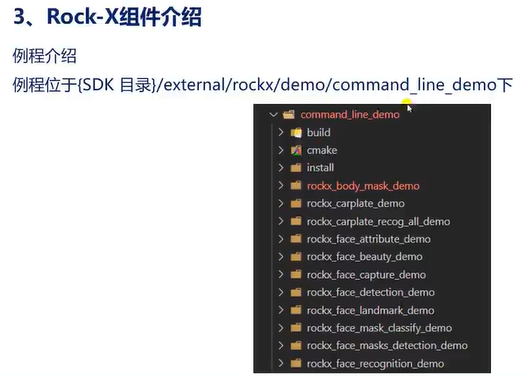 3、Rock-X组件介绍
例程介绍
例程位于{SDK 目录}/external/rockx/demo/command_line_demo下
command_line_demo
build
cmake
install
rockx_body_mask_demo
rockx_carplate_demo
rockx_carplate_recog_all_demo
rockx_face_attribute_demo
rockx_face_beauty_demo
rockx_face_capture_demo
rockx_face_detection_demo
rockx_face_landmark_demo
rockx_face_mask_classify_demo
rockx_face_masks_detection_demo
rockx_face_recognition_demo